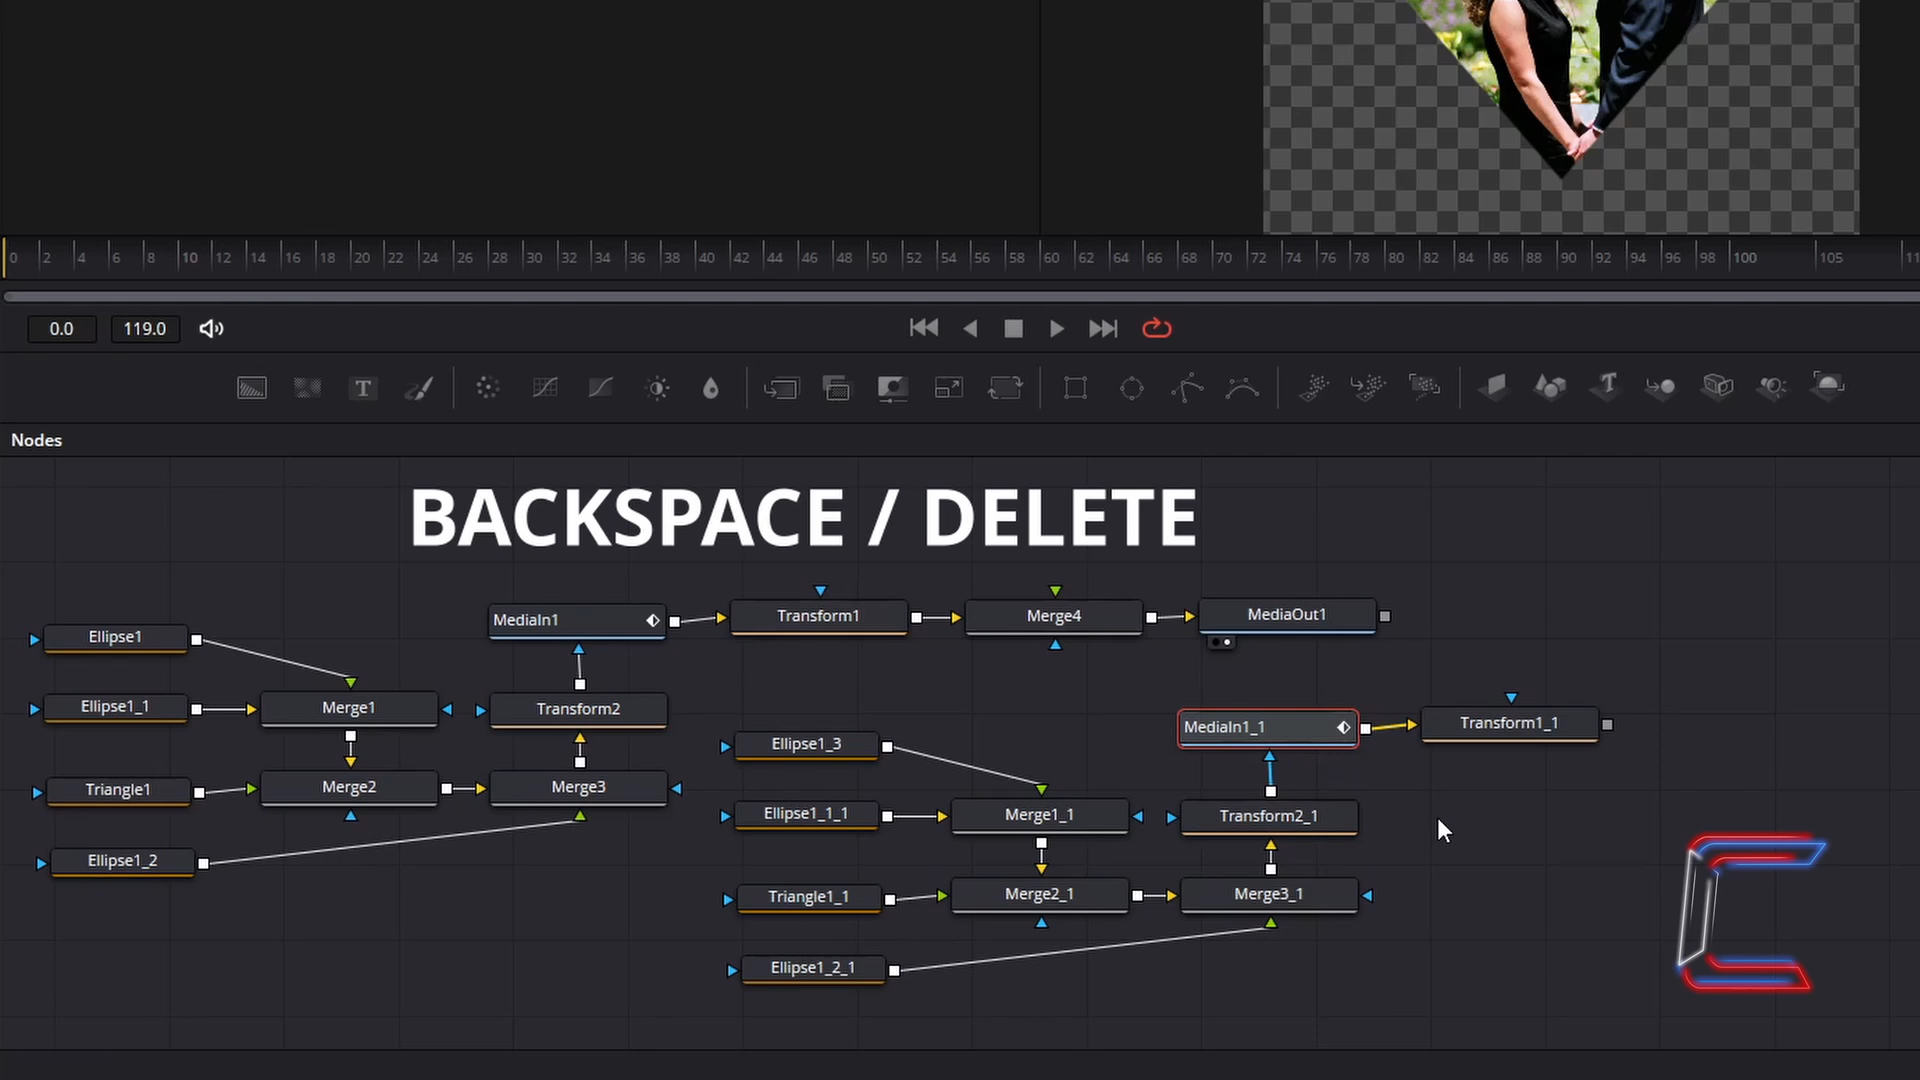 0 2 4 6 8 10 12 14 16 18 20 22 24 26 28 30 32 34 36 38 40 42 44 46 48 50 52 54 56 58 60 62 64 66 68 70 72 74 76 78 80 82 84 86 88 90 92 94 96 98 100 105
0.0 119.0
T
Nodes
BACKSPACE / DELETE
MediaIn1 Transform1 Merge4 MediaOut1
Ellipse1
Ellipse1_1 Merge1 Transform2
MediaIn1_1 Transform1_1
Ellipse1_3
Triangle1 Merge2 Merge3
Ellipse1_1_1 Merge1_1 Transform2_1
Ellipse1_2
Triangle1_1 Merge2_1 Merge3_1
Ellipse1_2_1